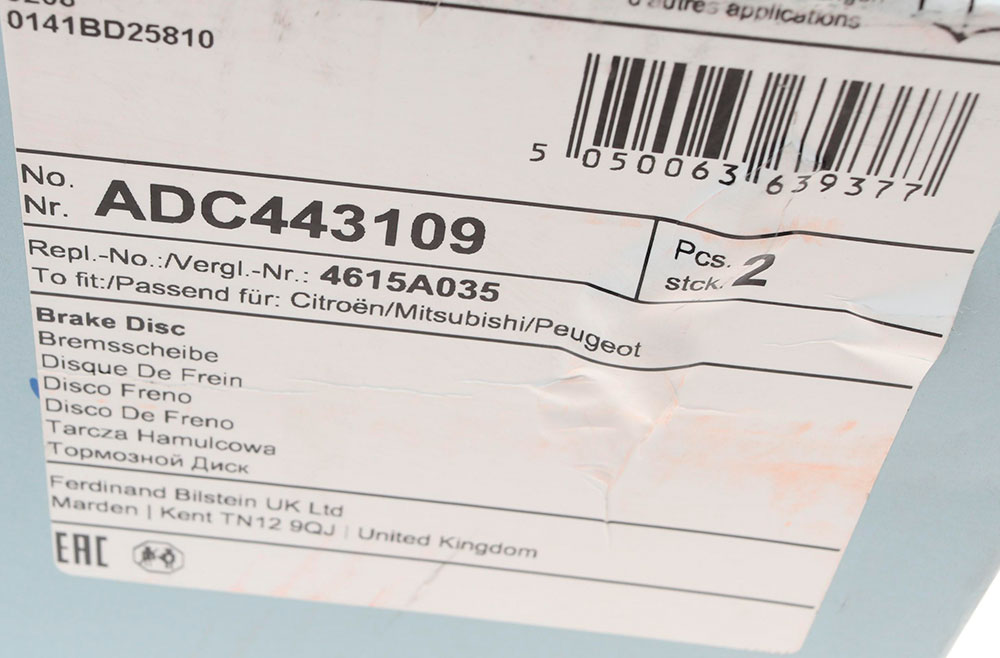 0141BD25810
d'autres applications
5 050063 639377
No.
Nr. ADC443109
Pcs.
stck. 2
Repl.-No.:/Vergl.-Nr.: 4615A035
To fit:/Passend für: Citroën/Mitsubishi/Peugeot
Brake Disc
Bremsscheibe
Disque De Frein
Disco Freno
Disco De Freno
Tarcza Hamulcowa
Тормозной Диск
Ferdinand Bilstein UK Ltd
Marden | Kent TN12 9QJ | United Kingdom
EAC